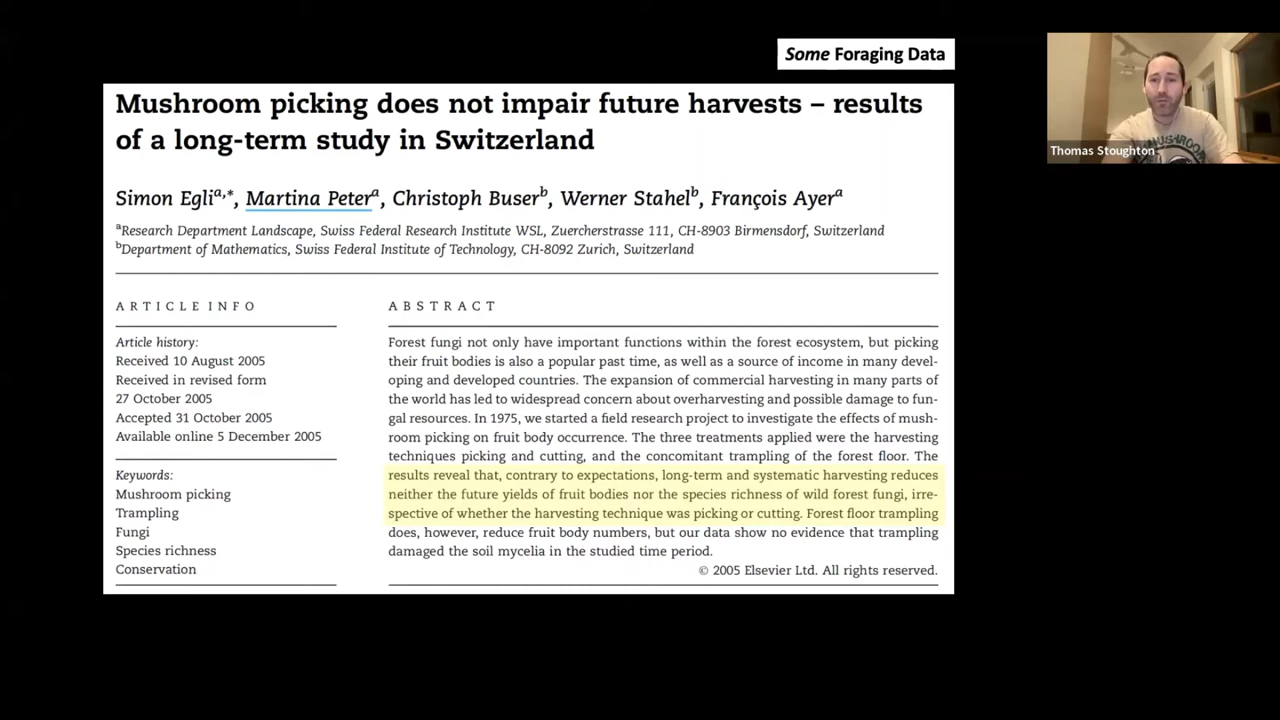 Some Foraging Data
Mushroom picking does not impair future harvests – results
of a long-term study in Switzerland
Simon Egliᵃ,*, Martina Peterᵃ, Christoph Buserᵇ, Werner Stahelᵇ, François Ayerᵃ
ᵃResearch Department Landscape, Swiss Federal Research Institute WSL, Zuercherstrasse 111, CH-8903 Birmensdorf, Switzerland
ᵇDepartment of Mathematics, Swiss Federal Institute of Technology, CH-8092 Zurich, Switzerland
ARTICLE INFO
Article history:
Received 10 August 2005
Received in revised form
27 October 2005
Accepted 31 October 2005
Available online 5 December 2005
Keywords:
Mushroom picking
Trampling
Fungi
Species richness
Conservation
ABSTRACT
Forest fungi not only have important functions within the forest ecosystem, but picking
their fruit bodies is also a popular past time, as well as a source of income in many devel-
oping and developed countries. The expansion of commercial harvesting in many parts of
the world has led to widespread concern about overharvesting and possible damage to fun-
gal resources. In 1975, we started a field research project to investigate the effects of mush-
room picking on fruit body occurrence. The three treatments applied were the harvesting
techniques picking and cutting, and the concomitant trampling of the forest floor. The
results reveal that, contrary to expectations, long-term and systematic harvesting reduces
neither the future yields of fruit bodies nor the species richness of wild forest fungi, irre-
spective of whether the harvesting technique was picking or cutting. Forest floor trampling
does, however, reduce fruit body numbers, but our data show no evidence that trampling
damaged the soil mycelia in the studied time period.
© 2005 Elsevier Ltd. All rights reserved.
Thomas Stoughton